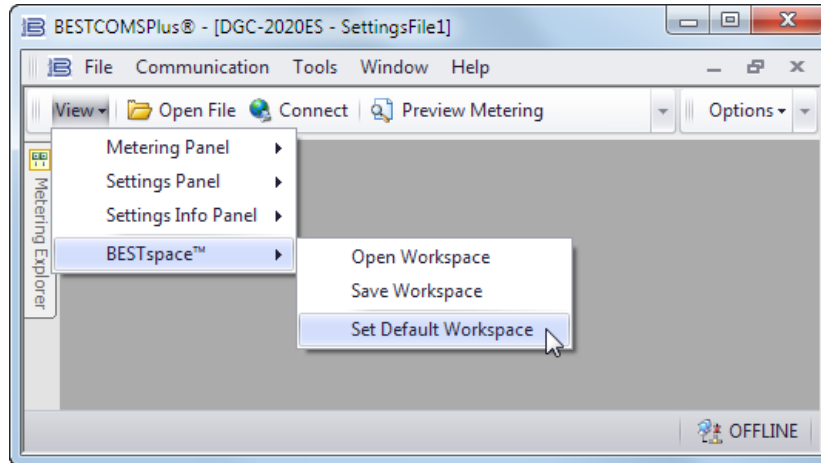 BESTCOMSPlus® - [DGC-2020ES - SettingsFile1]
File Communication Tools Window Help
View Open File Connect Preview Metering Options
Metering Panel
Settings Panel
Settings Info Panel
BESTspace™
Open Workspace
Save Workspace
Set Default Workspace
Metering Explorer
OFFLINE